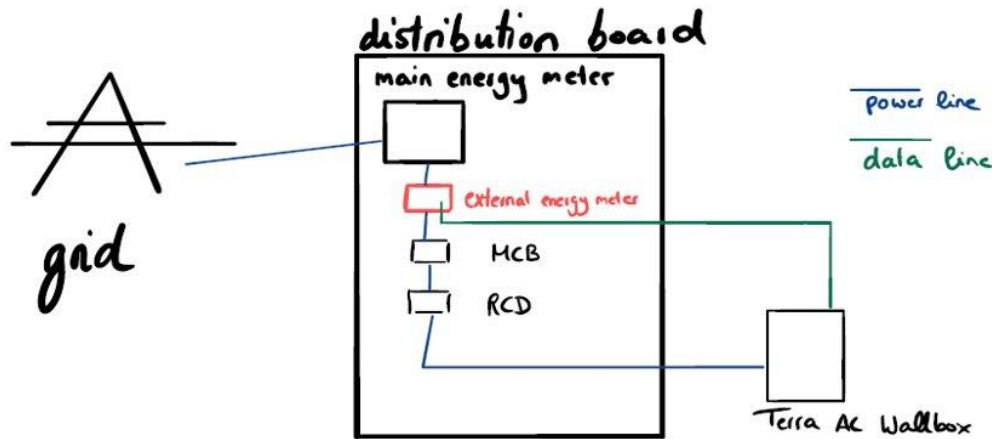 distribution board
main energy meter
power line
data line
external energy meter
grid
MCB
RCD
Terra AC Wallbox